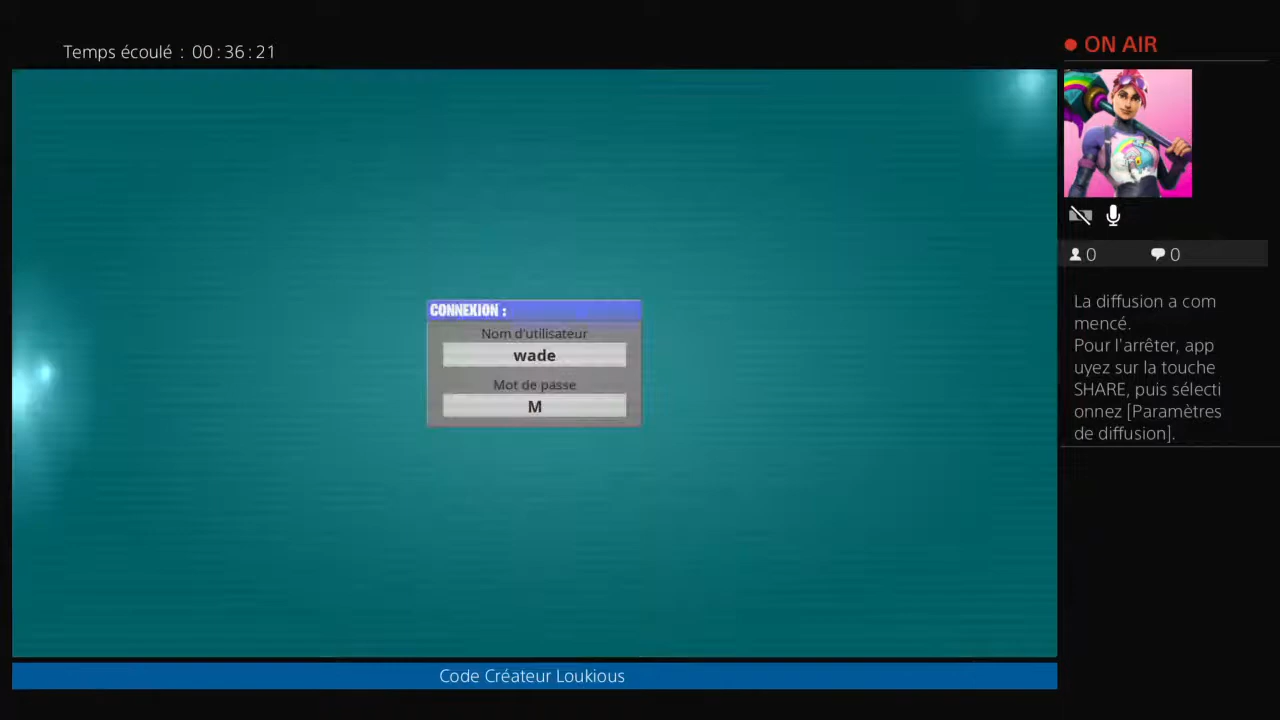 Temps écoulé : 00:36:21
ON AIR
CONNEXION :
Nom d'utilisateur
wade
Mot de passe
M
0
0
La diffusion a com
mencé.
Pour l'arrêter, app
uyez sur la touche
SHARE, puis sélecti
onnez [Paramètres
de diffusion].
Code Créateur Loukious